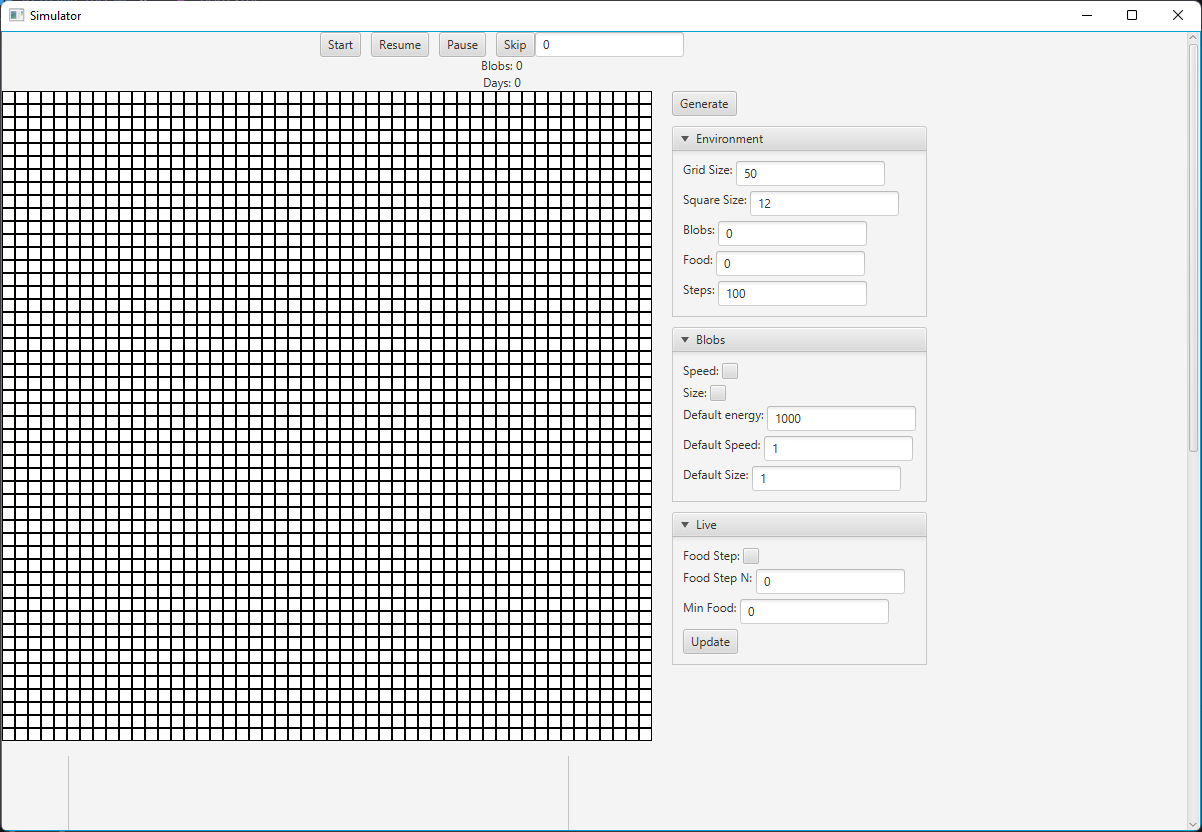 Simulator
Start Resume Pause Skip 0
Blobs: 0
Days: 0
Generate
Environment
Grid Size: 50
Square Size: 12
Blobs: 0
Food: 0
Steps: 100
Blobs
Speed:
Size:
Default energy: 1000
Default Speed: 1
Default Size: 1
Live
Food Step:
Food Step N: 0
Min Food: 0
Update